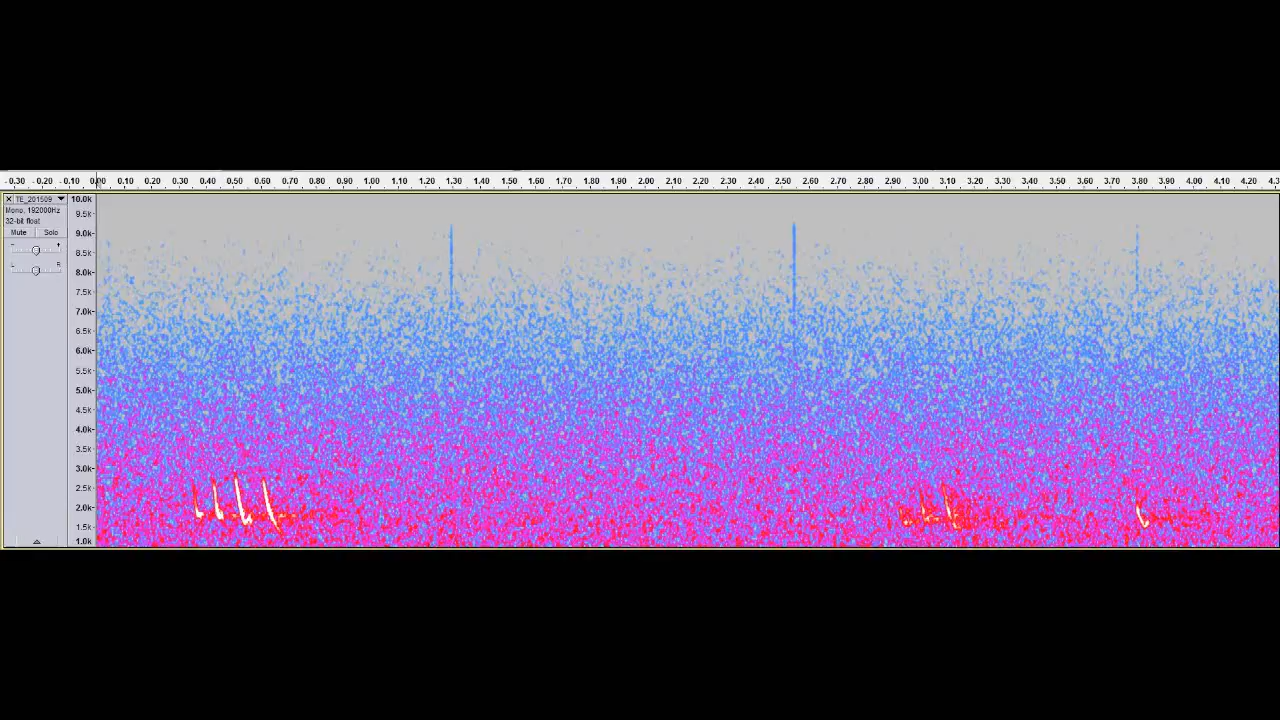 - 0.30 - 0.20 - 0.10 0.00 0.10 0.20 0.30 0.40 0.50 0.60 0.70 0.80 0.90 1.00 1.10 1.20 1.30 1.40 1.50 1.60 1.70 1.80 1.90 2.00 2.10 2.20 2.30 2.40 2.50 2.60 2.70 2.80 2.90 3.00 3.10 3.20 3.30 3.40 3.50 3.60 3.70 3.80 3.90 4.00 4.10 4.20 4.3
X TE_201509
Mono, 192000Hz
32-bit float
Mute Solo
- +
L R
10.0k
9.5k
9.0k
8.5k
8.0k
7.5k
7.0k
6.5k
6.0k
5.5k
5.0k
4.5k
4.0k
3.5k
3.0k
2.5k
2.0k
1.5k
1.0k